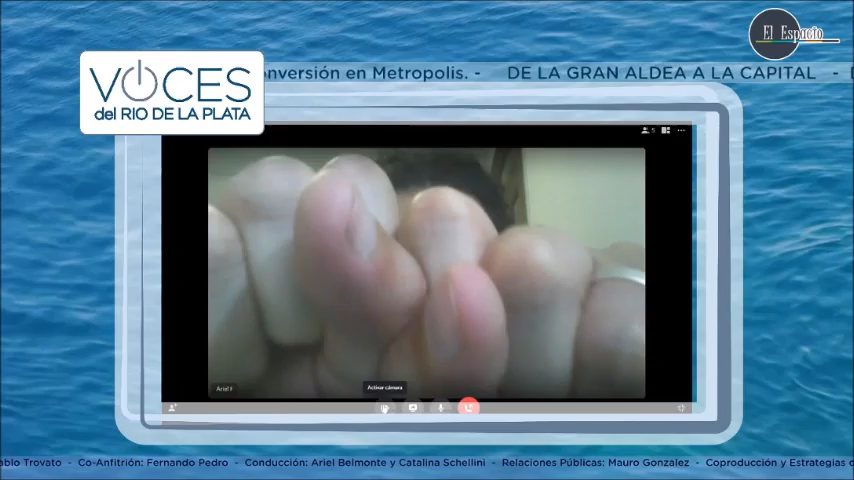 El Espacio
VOCES
del RIO DE LA PLATA
onversión en Metropolis. - DE LA GRAN ALDEA A LA CAPITAL -
5
Ariel F
Activar cámara
ablo Trovato - Co-Anfitrión: Fernando Pedro - Conducción: Ariel Belmonte y Catalina Schellini - Relaciones Públicas: Mauro Gonzalez - Coproducción y Estrategias